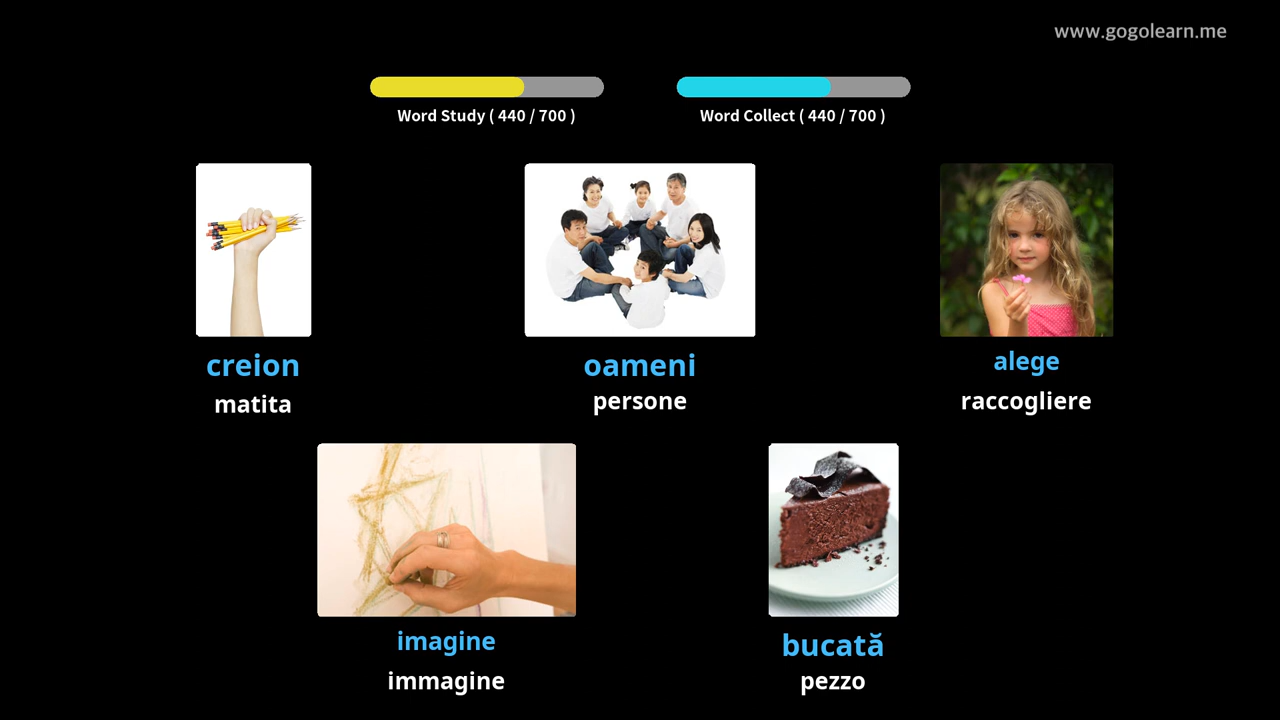 www.gogolearn.me
Word Study ( 440 / 700 )
Word Collect ( 440 / 700 )
creion
matita
oameni
persone
alege
raccogliere
imagine
immagine
bucată
pezzo